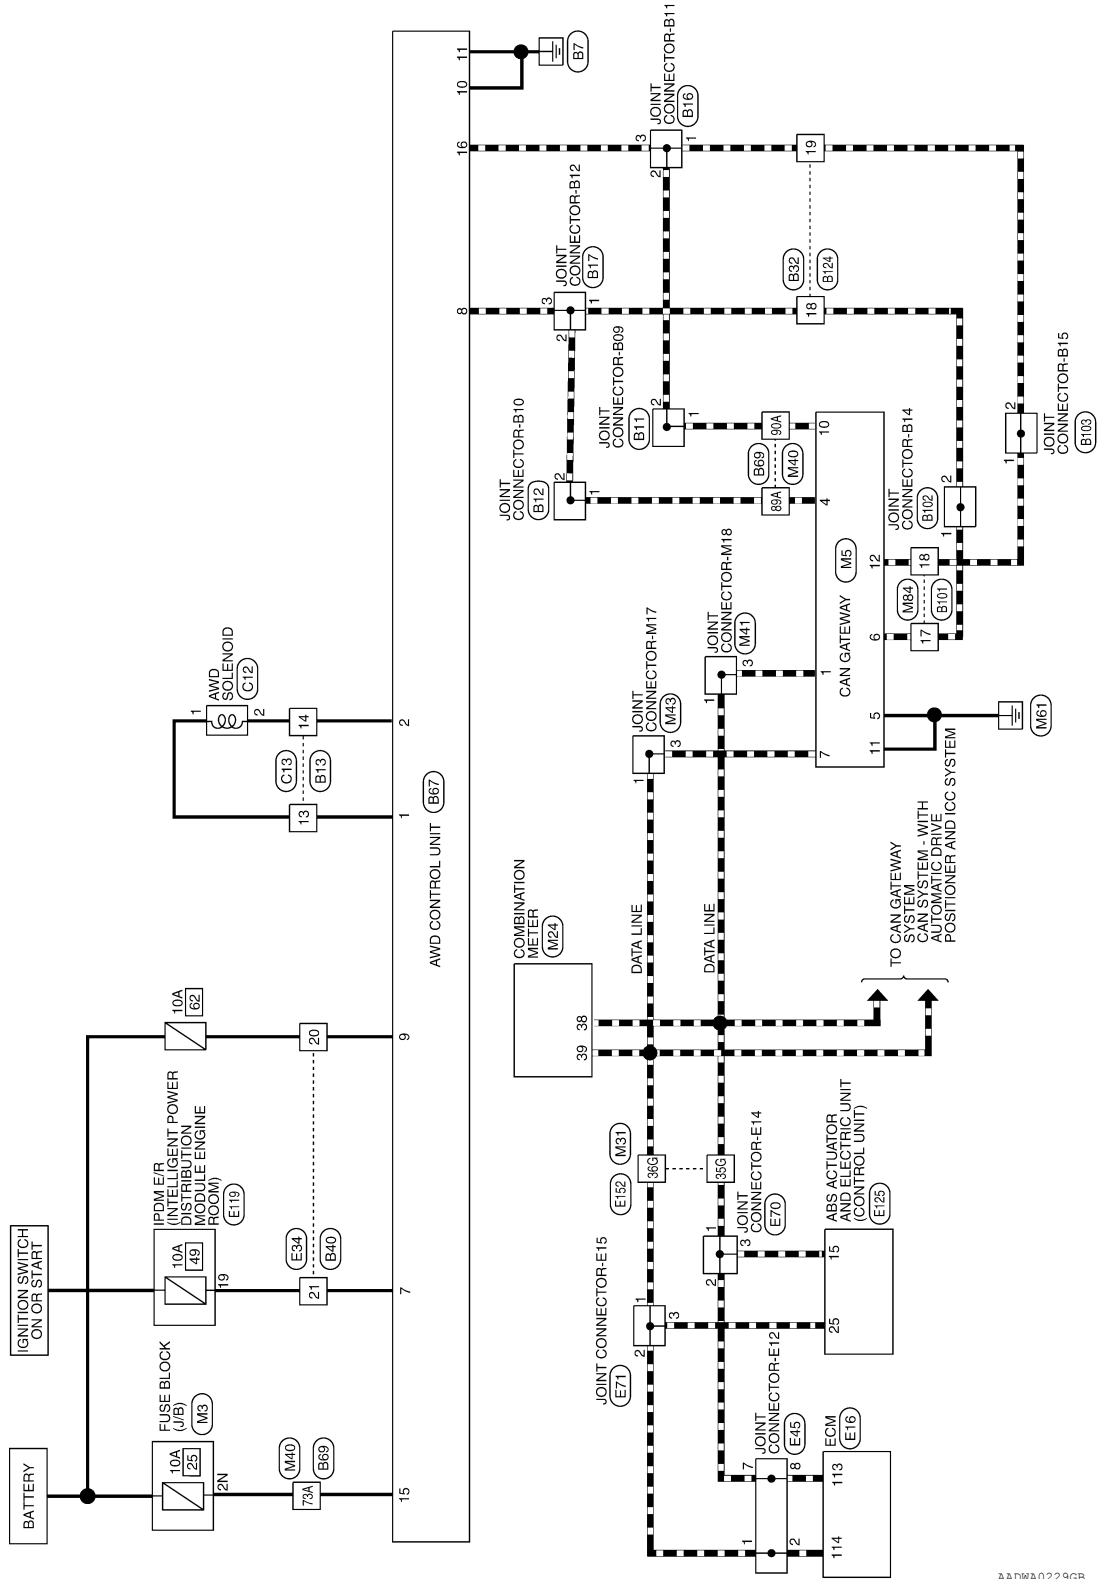 BATTERY
IGNITION SWITCH
ON OR START
FUSE BLOCK
(J/B)
M3
10A
25
2N
M40
B69
73A
15
IPDM E/R
(INTELLIGENT POWER
DISTRIBUTION
MODULE ENGINE
ROOM)
E119
10A
49
19
E34
B40
21
7
10A
62
20
9
AWD CONTROL UNIT
B67
AWD
SOLENOID
C12
1
2
C13
B13
13
14
1
2
8
16
10
11
B7
JOINT
CONNECTOR-B12
B17
3
2
1
JOINT
CONNECTOR-B11
B16
3
2
1
B32
B124
18
19
JOINT
CONNECTOR-B10
B12
2
1
JOINT
CONNECTOR-B09
B11
2
1
B69
M40
89A
90A
4
10
CAN GATEWAY
M5
JOINT
CONNECTOR-B14
B102
1
2
JOINT
CONNECTOR-B15
B103
1
2
M84
B101
17
18
6
12
5
11
M61
7
1
JOINT
CONNECTOR-M17
M43
1
3
JOINT
CONNECTOR-M18
M41
1
3
DATA LINE
DATA LINE
COMBINATION
METER
M24
39
38
TO CAN GATEWAY
SYSTEM
CAN SYSTEM - WITH
AUTOMATIC DRIVE
POSITIONER AND ICC SYSTEM
E152
M31
36G
35G
JOINT CONNECTOR-E15
E71
1
2
3
JOINT
CONNECTOR-E14
E70
1
2
3
ABS ACTUATOR
AND ELECTRIC UNIT
(CONTROL UNIT)
E125
25
15
JOINT
CONNECTOR-E12
E45
1
7
2
8
ECM
E16
114
113
AADWA0229GB